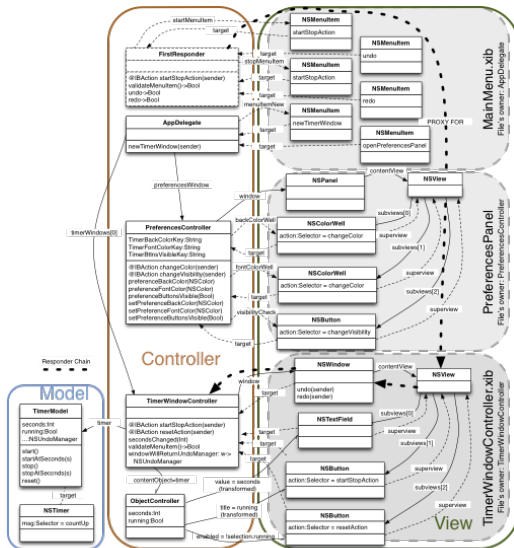 startMenuItem
target
FirstResponder
@IBAction startStopAction(sender)
validateMenuItem()->Bool
undo->Bool
redo->Bool
NSMenuItem
startStopAction
NSMenuItem
undo
target
stopMenuItem
NSMenuItem
startStopAction
target
NSMenuItem
redo
target
menuItemNew
NSMenuItem
newTimerWindow
target
NSMenuItem
openPreferencesPanel
target
PROXY FOR
MainMenu.xib
File's owner: AppDelegate
AppDelegate
newTimerWindow(sender)
preferencesWindow
timerWindows[0]
window
NSPanel
contentView
NSView
PreferencesController
TimerBackColorKey:String
TimerFontColorKey:String
TimerBttnsVisibleKey:String
@IBAction changeColor(sender)
@IBAction changeVisibility(sender)
preferenceBackColor(NSColor)
preferenceFontColor(NSColor)
preferenceButtonsVisible(Bool)
setPreferenceBackColor(NSColor)
setPreferenceFontColor(NSColor)
setPreferenceButtonsVisible(Bool)
backColorWell
NSColorWell
action:Selector = changeColor
target
subviews[0]
superview
subviews[1]
fontColorWell
NSColorWell
action:Selector = changeColor
target
superview
subviews[2]
visibilityCheck
NSButton
action:Selector = changeVisibility
target
superview
PreferencesPanel
File's owner: PreferencesController
Responder Chain
Controller
Model
TimerModel
seconds:Int
running:Bool
start()
startAtSeconds(s)
stop()
stopAtSeconds(s)
reset()
target
NSTimer
msg:Selector = countUp
timer
TimerWindowController
@IBAction startStopAction(sender)
@IBAction resetAction(sender)
secondsChanged(Int)
validateMenuItem()->Bool
windowWillReturnUndoManager: w->
NSUndoManager
contentObject=timer
ObjectController
seconds:Int
running:Bool
window
NSWindow
undo(sender)
redo(sender)
contentView
NSView
target
NSTextField
subviews[0]
superview
subviews[1]
value = seconds
(transformed)
target
NSButton
action:Selector = startStopAction
superview
subviews[2]
title = running
(transformed)
target
NSButton
action:Selector = resetAction
superview
enabled = !selection.running
View
TimerWindowController.xib
File's owner: TimerWindowController